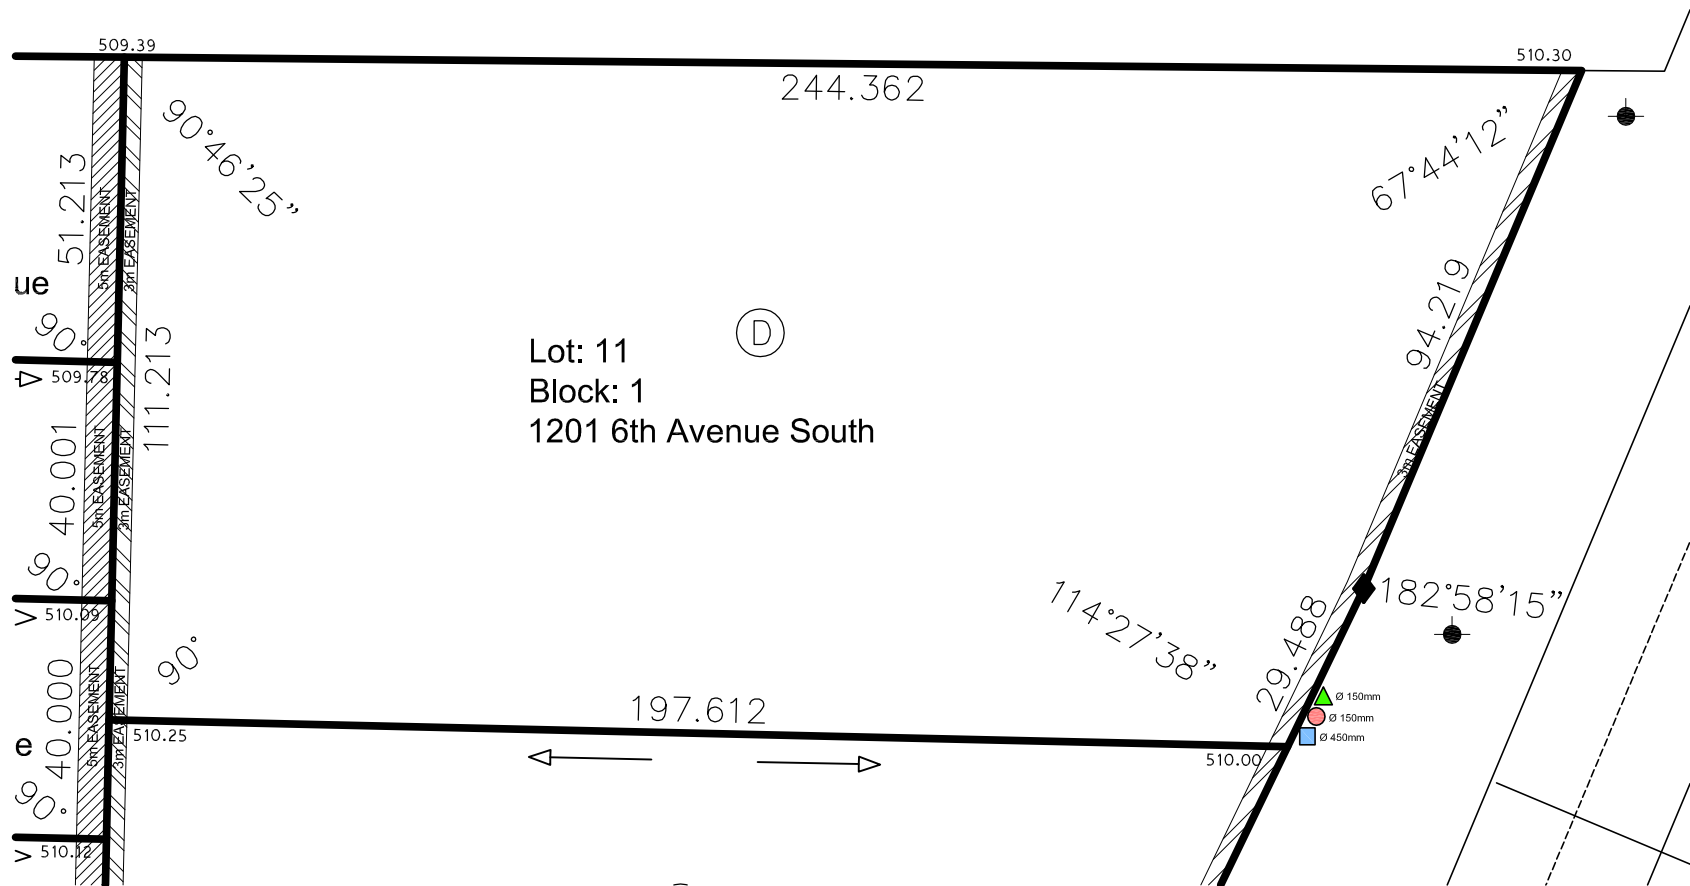 509.39
510.30
244.362
90°46'25"
67°44'12"
51.213
5m EASEMENT
3m EASEMENT
94.219
ue
90°
111.213
D
Lot: 11
Block: 1
1201 6th Avenue South
509.78
3m EASEMENT
40.001
5m EASEMENT
3m EASEMENT
90°
510.09
114°27'38"
182°58'15"
29.488
90°
40.000
5m EASEMENT
3m EASEMENT
Ø 150mm
Ø 150mm
Ø 450mm
197.612
510.25
510.00
e
90°
510.12